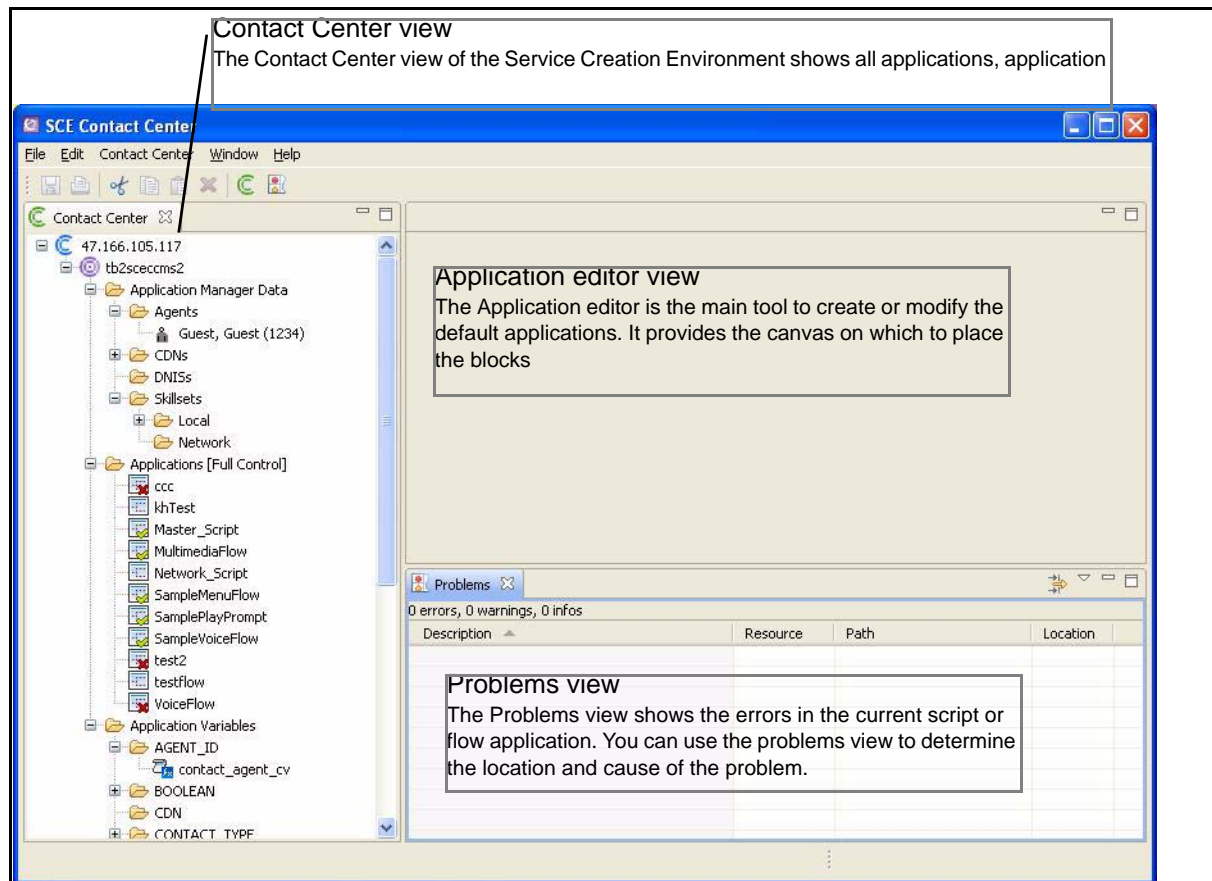 Contact Center view
The Contact Center view of the Service Creation Environment shows all applications, application
SCE Contact Center
File Edit Contact Center Window Help
Contact Center
47.166.105.117
tb2sceccms2
Application Manager Data
Agents
Guest, Guest (1234)
CDNs
DNISs
Skillsets
Local
Network
Applications [Full Control]
ccc
khTest
Master_Script
MultimediaFlow
Network_Script
SampleMenuFlow
SamplePlayPrompt
SampleVoiceFlow
test2
testflow
VoiceFlow
Application Variables
AGENT_ID
contact_agent_cv
BOOLEAN
CDN
CONTACT_TYPE
Application editor view
The Application editor is the main tool to create or modify the
default applications. It provides the canvas on which to place
the blocks
Problems
0 errors, 0 warnings, 0 infos
Description Resource Path Location
Problems view
The Problems view shows the errors in the current script or
flow application. You can use the problems view to determine
the location and cause of the problem.